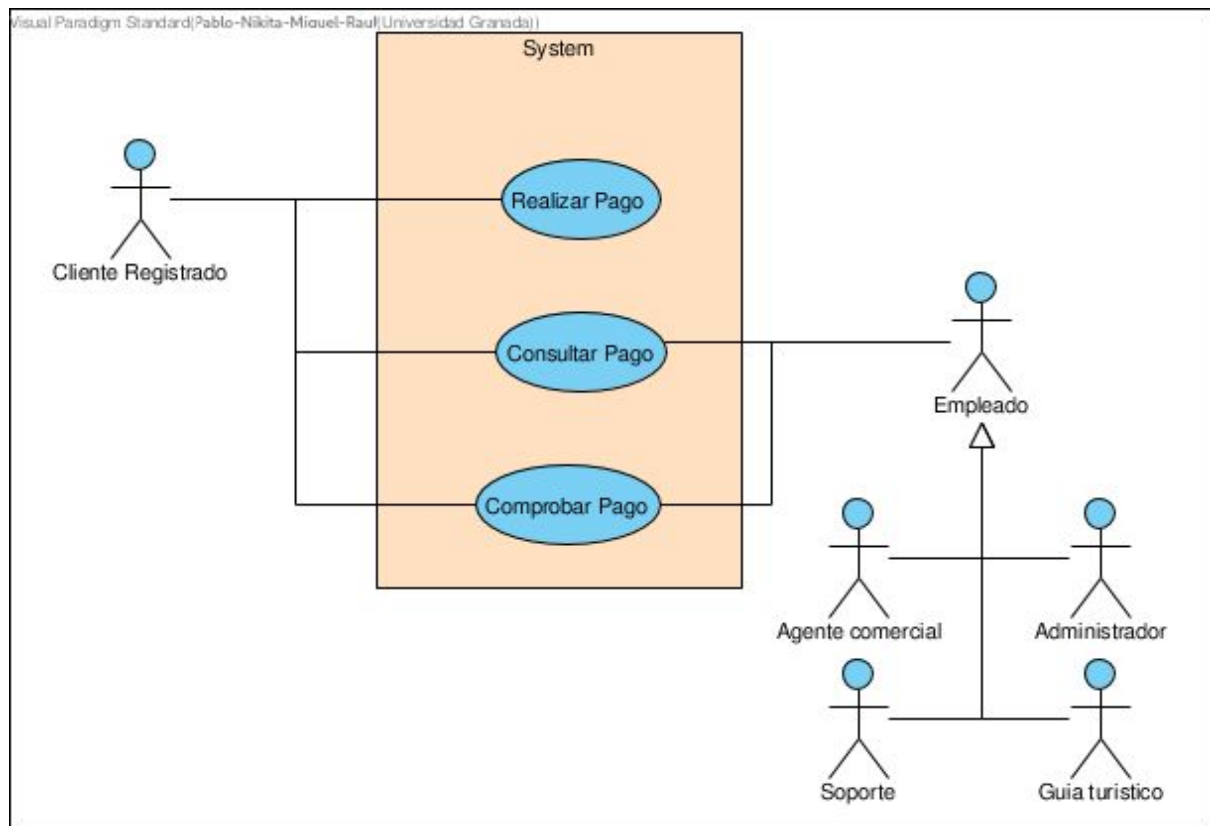 Visual Paradigm Standard(Pablo-Nikita-Miguel-Raul(Universidad Granada))
System
Realizar Pago
Cliente Registrado
Consultar Pago
Empleado
Comprobar Pago
Agente comercial
Administrador
Soporte
Guia turistico